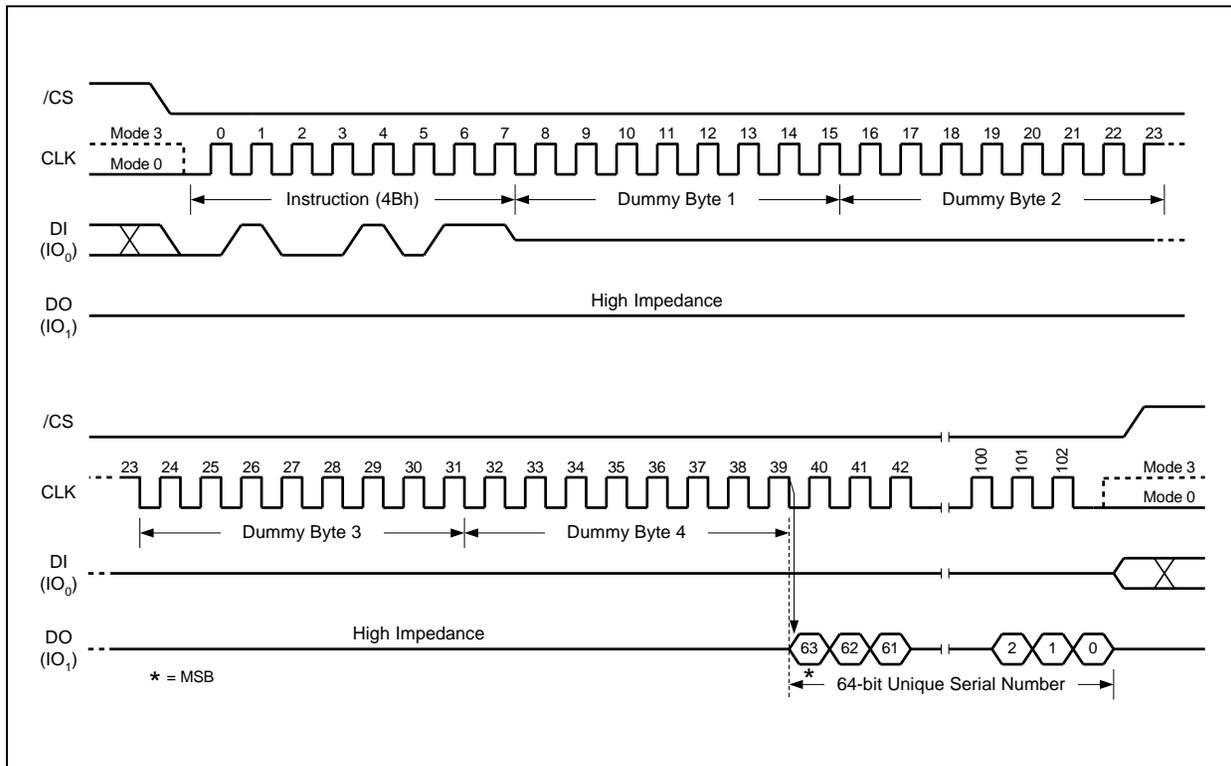 /CS
Mode 3
0 1 2 3 4 5 6 7 8 9 10 11 12 13 14 15 16 17 18 19 20 21 22 23
CLK
Mode 0
Instruction (4Bh) Dummy Byte 1 Dummy Byte 2
DI
(IO0)
High Impedance
DO
(IO1)
/CS
23 24 25 26 27 28 29 30 31 32 33 34 35 36 37 38 39 40 41 42 100 101 102
Mode 3
CLK
Mode 0
Dummy Byte 3 Dummy Byte 4
DI
(IO0)
DO
(IO1)
High Impedance
63 62 61 2 1 0
* = MSB
*
64-bit Unique Serial Number